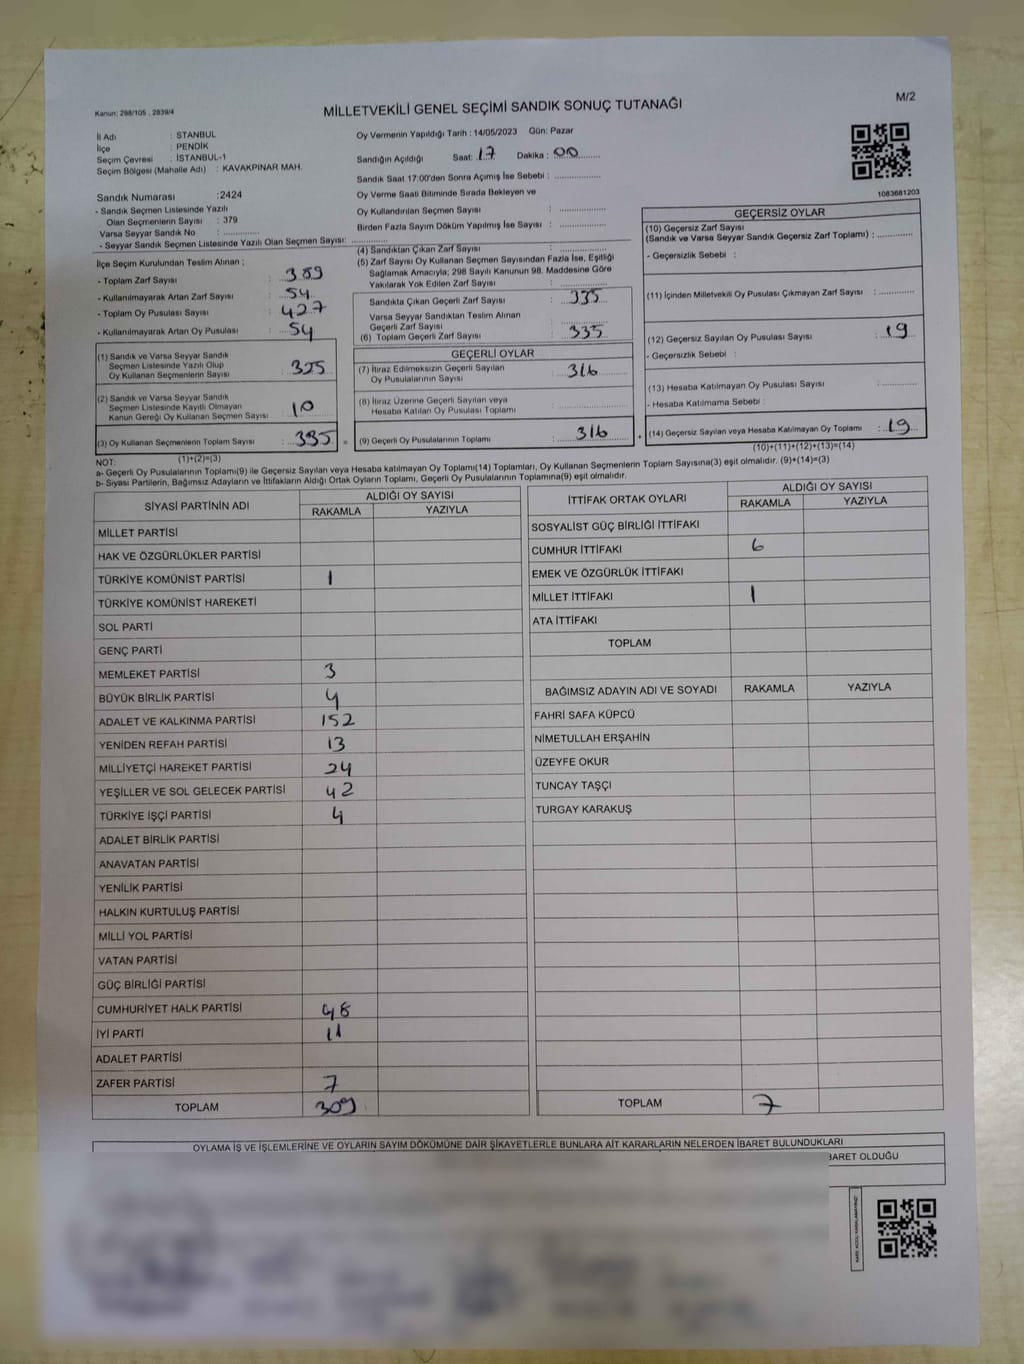 M/2
Kanun: 298/105 . 2839/4
MİLLETVEKİLİ GENEL SEÇİMİ SANDIK SONUÇ TUTANAĞI
İl Adı : STANBUL
İlçe : PENDİK
Seçim Çevresi : İSTANBUL-1
Seçim Bölgesi (Mahalle Adı) : KAVAKPINAR MAH.
Sandık Numarası :2424
- Sandık Seçmen Listesinde Yazılı
Olan Seçmenlerin Sayısı : 379
Varsa Seyyar Sandık No :
- Seyyar Sandık Seçmen Listesinde Yazılı Olan Seçmen Sayısı:
Oy Vermenin Yapıldığı Tarih : 14/05/2023 Gün: Pazar
Sandığın Açıldığı Saat: 17 Dakika : 00
Sandık Saat 17:00'den Sonra Açımış İse Sebebi :
Oy Verme Saati Bitiminde Sırada Bekleyen ve
Oy Kullandırılan Seçmen Sayısı :
Birden Fazla Sayım Döküm Yapılmış İse Sayısı :
1083681203
İlçe Seçim Kurulundan Teslim Alınan ;
- Toplam Zarf Sayısı : 389
- Kullanılmayarak Artan Zarf Sayısı : 54
- Toplam Oy Pusulası : 427
- Kullanılmayarak Artan Oy Pusulası : 54
(1) Sandık ve Varsa Seyyar Sandık
Seçmen Listesinde Yazılı Olup
Oy Kullanan Seçmenlerin Sayısı : 325
(2) Sandık ve Varsa Seyyar Sandık
Seçmen Listesinde Kayıtlı Olmayan
Kanun Gereği Oy Kullanan Seçmen Sayısı : 10
(3) Oy Kullanan Seçmenlerin Toplam Sayısı : 335
(1)+(2)=(3)
(4) Sandıktan Çıkan Zarf Sayısı :
(5) Zarf Sayısı Oy Kullanan Seçmen Sayısından Fazla İse, Eşitliği
Sağlamak Amacıyla; 298 Sayılı Kanunun 98. Maddesine Göre
Yakılarak Yok Edilen Zarf Sayısı :
Sandıkta Çıkan Geçerli Zarf Sayısı : 335
Varsa Seyyar Sandıktan Teslim Alınan
Geçerli Zarf Sayısı :
(6) Toplam Geçerli Zarf Sayısı : 335
GEÇERLİ OYLAR
(7) İtiraz Edilmeksizin Geçerli Sayılan
Oy Pusulalarının Sayısı : 316
(8) İtiraz Üzerine Geçerli Sayılan veya
Hesaba Katılan Oy Pusulası Toplamı :
= (9) Geçerli Oy Pusulalarının Toplamı : 316
GEÇERSİZ OYLAR
(10) Geçersiz Zarf Sayısı
(Sandık ve Varsa Seyyar Sandık Geçersiz Zarf Toplamı) :
- Geçersizlik Sebebi :
(11) İçinden Milletvekili Oy Pusulası Çıkmayan Zarf Sayısı :
(12) Geçersiz Sayılan Oy Pusulası Sayısı : 19
- Geçersizlik Sebebi :
(13) Hesaba Katılmayan Oy Pusulası Sayısı :
- Hesaba Katılmama Sebebi :
+ (14) Geçersiz Sayılan veya Hesaba Katılmayan Oy Toplamı : 19
(10)+(11)+(12)+(13)=(14)
NOT:
a- Geçerli Oy Pusulalarının Toplamı(9) ile Geçersiz Sayılan veya Hesaba katılmayan Oy Toplamı(14) Toplamları, Oy Kullanan Seçmenlerin Toplam Sayısına(3) eşit olmalıdır. (9)+(14)=(3)
b- Siyasi Partilerin, Bağımsız Adayların ve İttifakların Aldığı Ortak Oyların Toplamı, Geçerli Oy Pusulalarının Toplamına(9) eşit olmalıdır.
SİYASİ PARTİNİN ADI ALDIĞI OY SAYISI
RAKAMLA YAZIYLA
MİLLET PARTİSİ
HAK VE ÖZGÜRLÜKLER PARTİSİ
TÜRKİYE KOMÜNİST PARTİSİ 1
TÜRKİYE KOMÜNİST HAREKETİ
SOL PARTİ
GENÇ PARTİ
MEMLEKET PARTİSİ 3
BÜYÜK BİRLİK PARTİSİ 4
ADALET VE KALKINMA PARTİSİ 152
YENİDEN REFAH PARTİSİ 13
MİLLİYETÇİ HAREKET PARTİSİ 24
YEŞİLLER VE SOL GELECEK PARTİSİ 42
TÜRKİYE İŞÇİ PARTİSİ 4
ADALET BİRLİK PARTİSİ
ANAVATAN PARTİSİ
YENİLİK PARTİSİ
HALKIN KURTULUŞ PARTİSİ
MİLLİ YOL PARTİSİ
VATAN PARTİSİ
GÜÇ BİRLİĞİ PARTİSİ
CUMHURİYET HALK PARTİSİ 48
İYİ PARTİ 11
ADALET PARTİSİ
ZAFER PARTİSİ 7
TOPLAM 309
İTTİFAK ORTAK OYLARI ALDIĞI OY SAYISI
RAKAMLA YAZIYLA
SOSYALİST GÜÇ BİRLİĞİ İTTİFAKI
CUMHUR İTTİFAKI 6
EMEK VE ÖZGÜRLÜK İTTİFAKI
MİLLET İTTİFAKI 1
ATA İTTİFAKI
TOPLAM
BAĞIMSIZ ADAYIN ADI VE SOYADI RAKAMLA YAZIYLA
FAHRİ SAFA KÜPCÜ
NİMETULLAH ERŞAHİN
ÜZEYFE OKUR
TUNCAY TAŞÇI
TURGAY KARAKUŞ
TOPLAM 7
OYLAMA İŞ VE İŞLEMLERİNE VE OYLARIN SAYIM DÖKÜMÜNE DAİR ŞİKAYETLERLE BUNLARA AİT KARARLARIN NELERDEN İBARET BULUNDUKLARI
BARET OLDUĞU